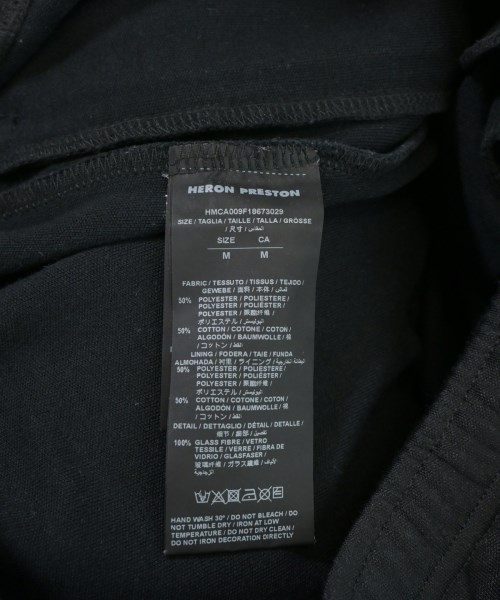 HERON PRESTON
HMCA009F18673029
SIZE / TAGLIA / TAILLE / TALLA / GRÖSSE
/ 尺寸 / المقاس
SIZE CA
M M
FABRIC / TESSUTO / TISSUS / TEJIDO /
GEWEBE / 面料 / 本体 / قماش
50% POLYESTER / POLIESTERE /
POLYESTER / POLIÉSTER /
POLYESTER / 聚酯纤维 /
ポリエステル / البوليستر
50% COTTON / COTONE / COTON /
ALGODÓN / BAUMWOLLE / 棉
/ コットン / القطن
LINING / FODERA / TAIE / FUNDA
ALMOHADA / 衬里 / ライニング / البطانة الخارجية
50% POLYESTER / POLIESTERE /
POLYESTER / POLIÉSTER /
POLYESTER / 聚酯纤维 /
ポリエステル / البوليستر
50% COTTON / COTONE / COTON /
ALGODÓN / BAUMWOLLE / 棉
/ コットン / القطن
DETAIL / DETTAGLIO / DÉTAIL / DETALLE /
细节 / 細部 / تفصيل
100% GLASS FIBRE / VETRO
TESSILE / VERRE / FIBRA DE
VIDRIO / GLASFASER /
玻璃纤维 / ガラス繊維 / الألياف
الزجاجية
HAND WASH 30° / DO NOT BLEACH / DO
NOT TUMBLE DRY / IRON AT LOW
TEMPERATURE / DO NOT DRY CLEAN /
DO NOT IRON DECORATION DIRECTLY